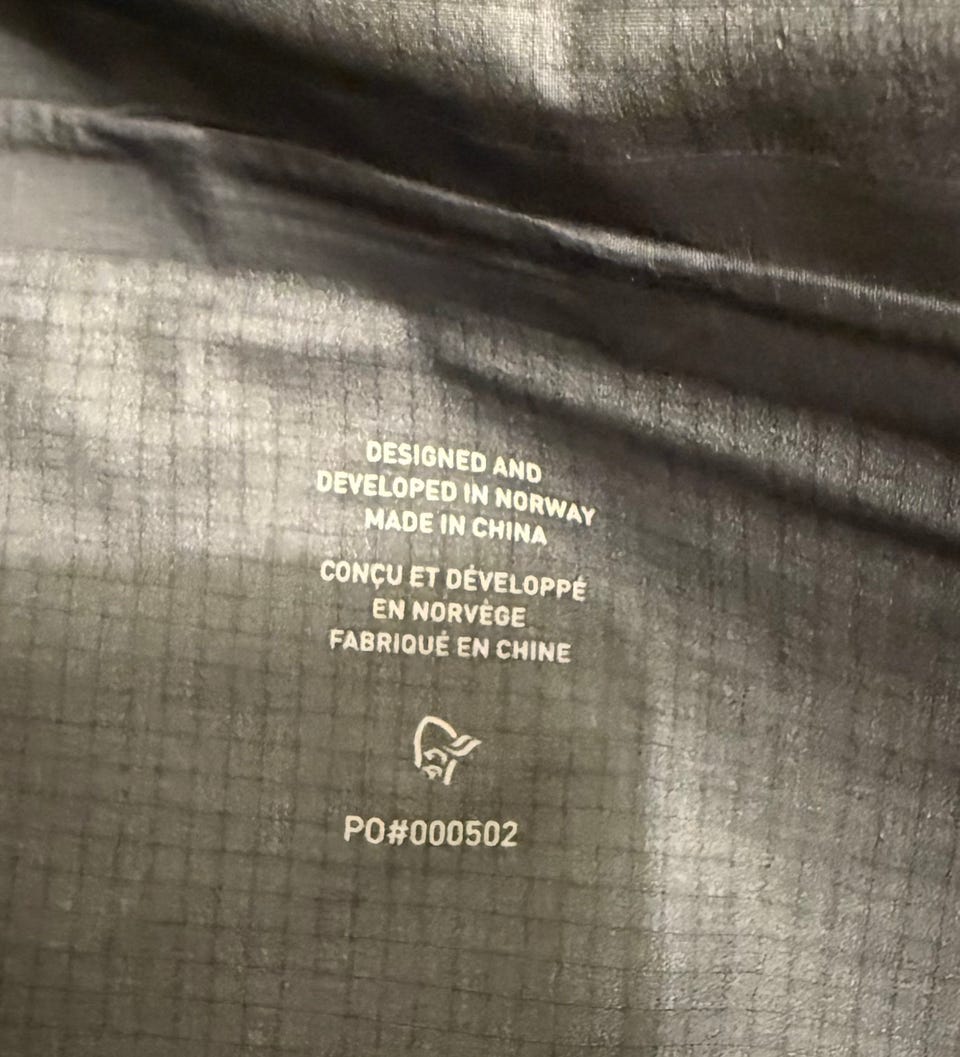 DESIGNED AND
DEVELOPED IN NORWAY
MADE IN CHINA
CONÇU ET DÉVELOPPÉ
EN NORVÈGE
FABRIQUÉ EN CHINE
PO#000502